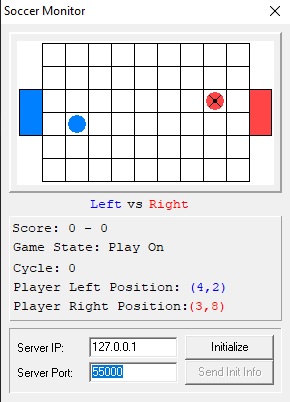 Soccer Monitor
Left vs Right
Score: 0 - 0
Game State: Play On
Cycle: 0
Player Left Position: (4,2)
Player Right Position:(3,8)
Server IP: 127.0.0.1 Initialize
Server Port: 55000 Send Init Info